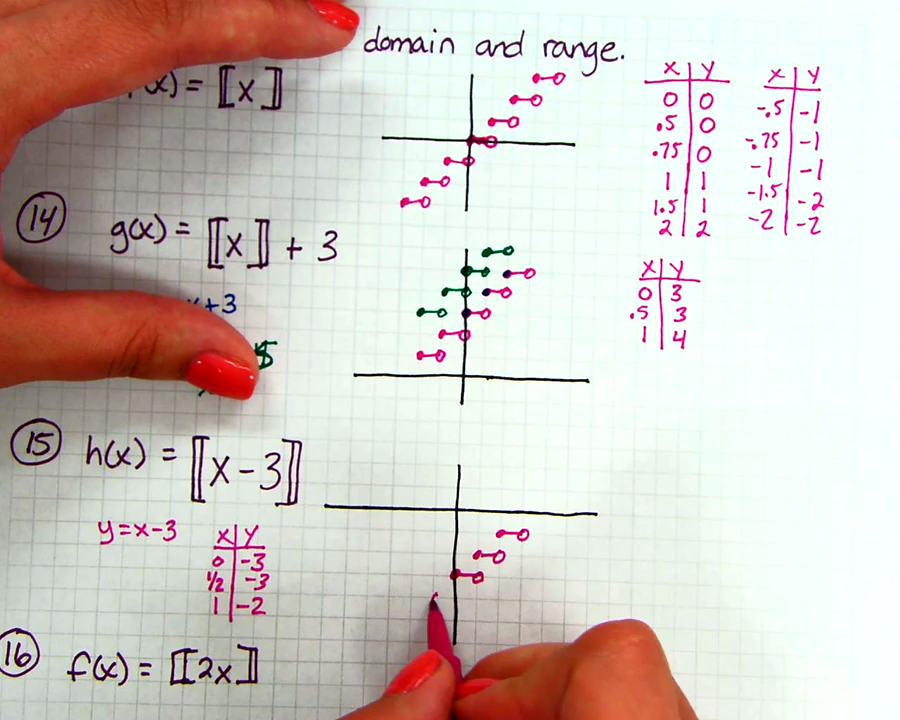 domain and range.
(x) = [[x]]
x | y
0 | 0
.5 | 0
.75 | 0
1 | 1
1.5 | 1
2 | 2
x | y
-.5 | -1
-.75 | -1
-1 | -1
-1.5 | -2
-2 | -2
14 g(x) = [[x]] + 3
+3
5
x | y
0 | 3
.5 | 3
1 | 4
15 h(x) = [[x-3]]
y=x-3
x | y
0 | -3
1/2 | -3
1 | -2
16 f(x) = [[2x]]